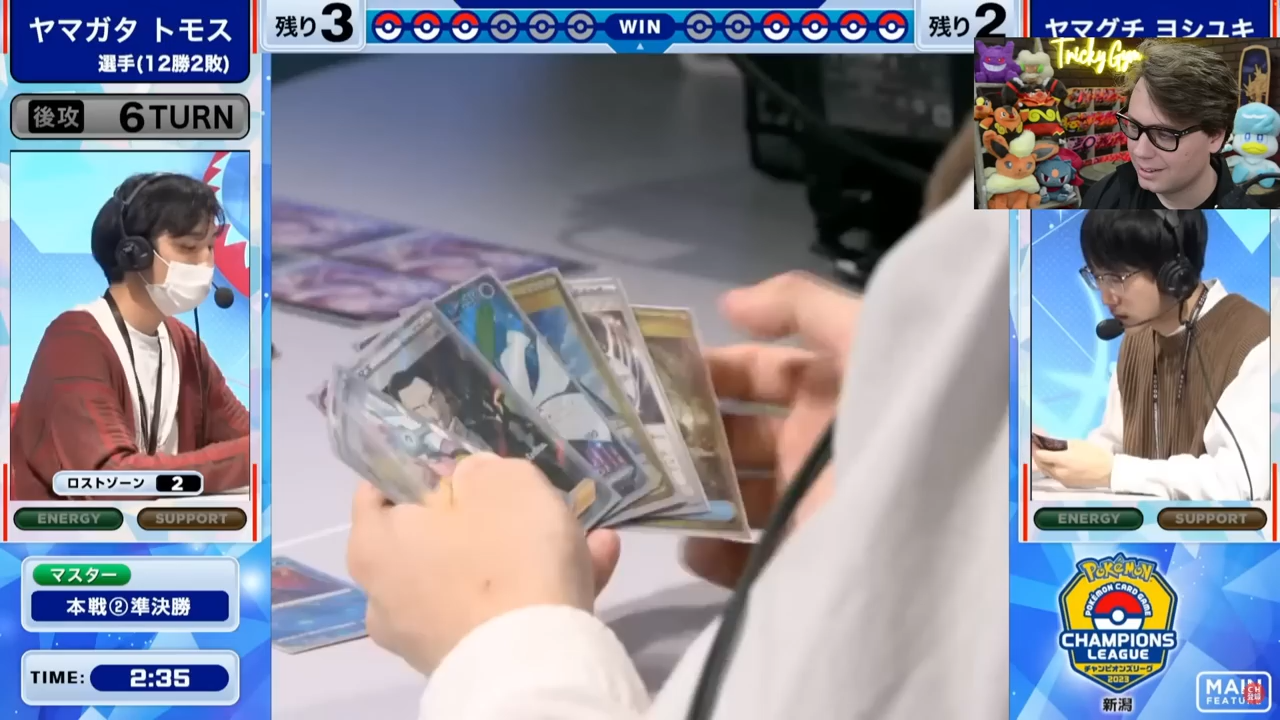 ヤマガタ トモス
選手(12勝2敗)
残り3
WIN
残り2
ヤマグチ ヨシユキ
Tricky Gym
後攻 6TURN
ロストゾーン 2
ENERGY SUPPORT
ENERGY SUPPORT
マスター
本戦②準決勝
TIME: 2:35
POKÉMON
POKÉMON CARD GAME
CHAMPIONS
LEAGUE
チャンピオンズリーグ
2023
新潟
MAIN
FEATURE